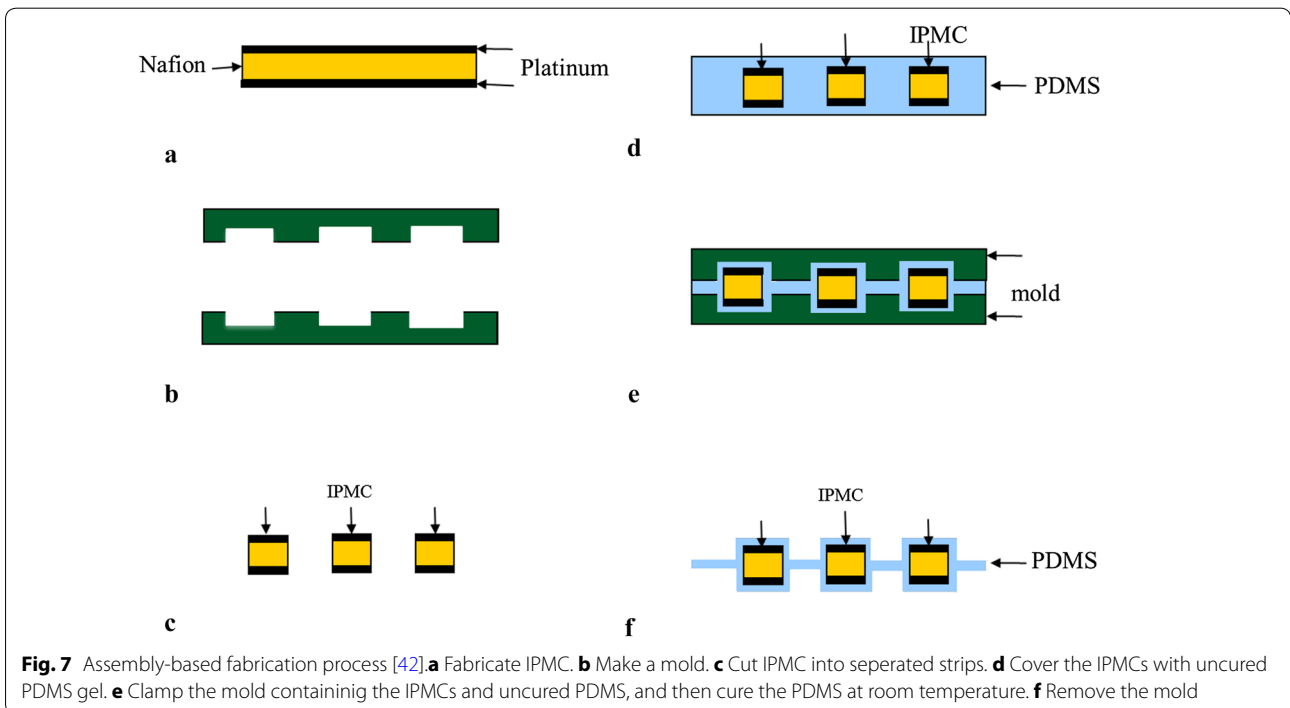 Nafion
Platinum
a
IPMC
PDMS
d
b
mold
e
IPMC
c
IPMC
PDMS
f
Fig. 7 Assembly-based fabrication process [42].a Fabricate IPMC. b Make a mold. c Cut IPMC into seperated strips. d Cover the IPMCs with uncured
PDMS gel. e Clamp the mold containinig the IPMCs and uncured PDMS, and then cure the PDMS at room temperature. f Remove the mold